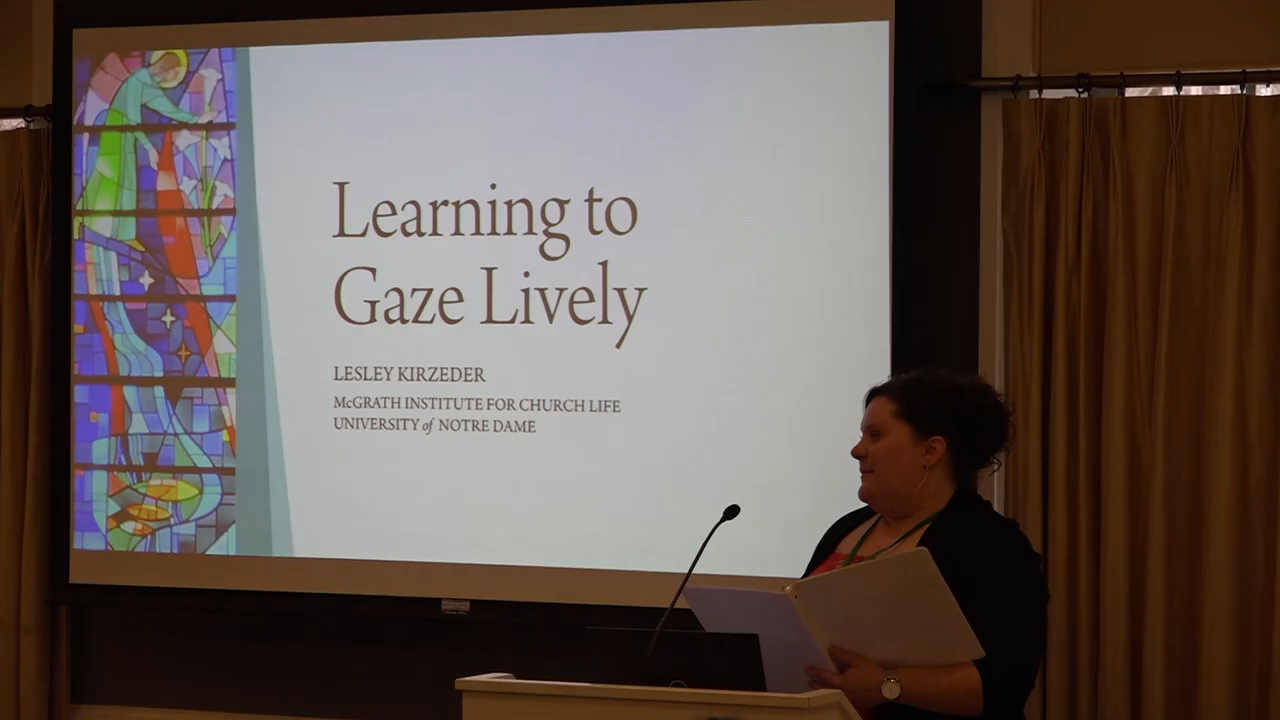 Learning to
Gaze Lively
LESLEY KIRZEDER
McGRATH INSTITUTE FOR CHURCH LIFE
UNIVERSITY of NOTRE DAME